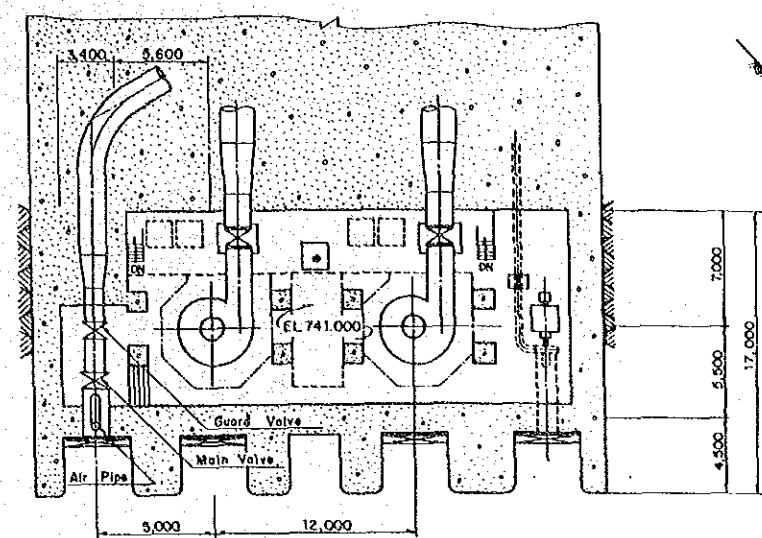 3,400 5,600
DN DN
7,000
EL.741.000
17,000
5,500
Guard Valve
Main Valve
4,500
Air Pipe
5,000 12,000